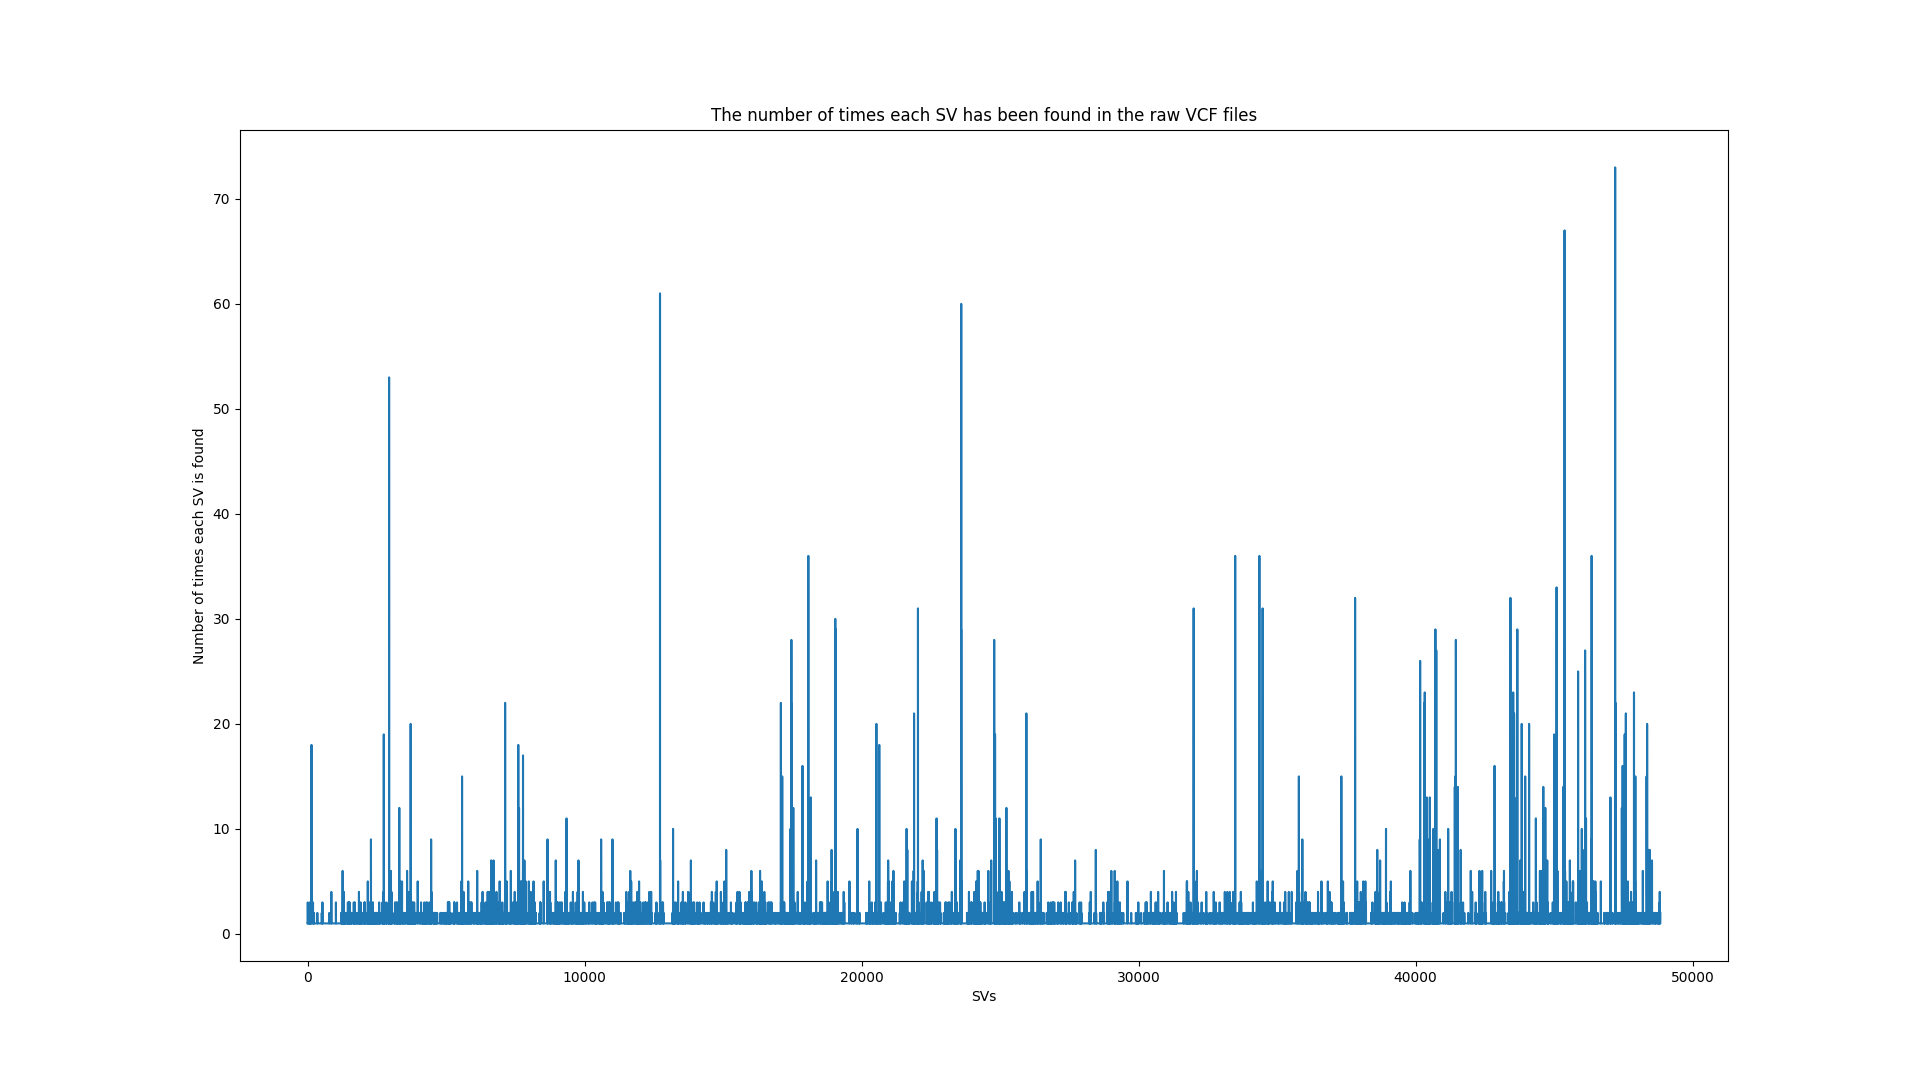 The number of times each SV has been found in the raw VCF files
Number of times each SV is found
70
60
50
40
30
20
10
0
0 10000 20000 30000 40000 50000
SVs